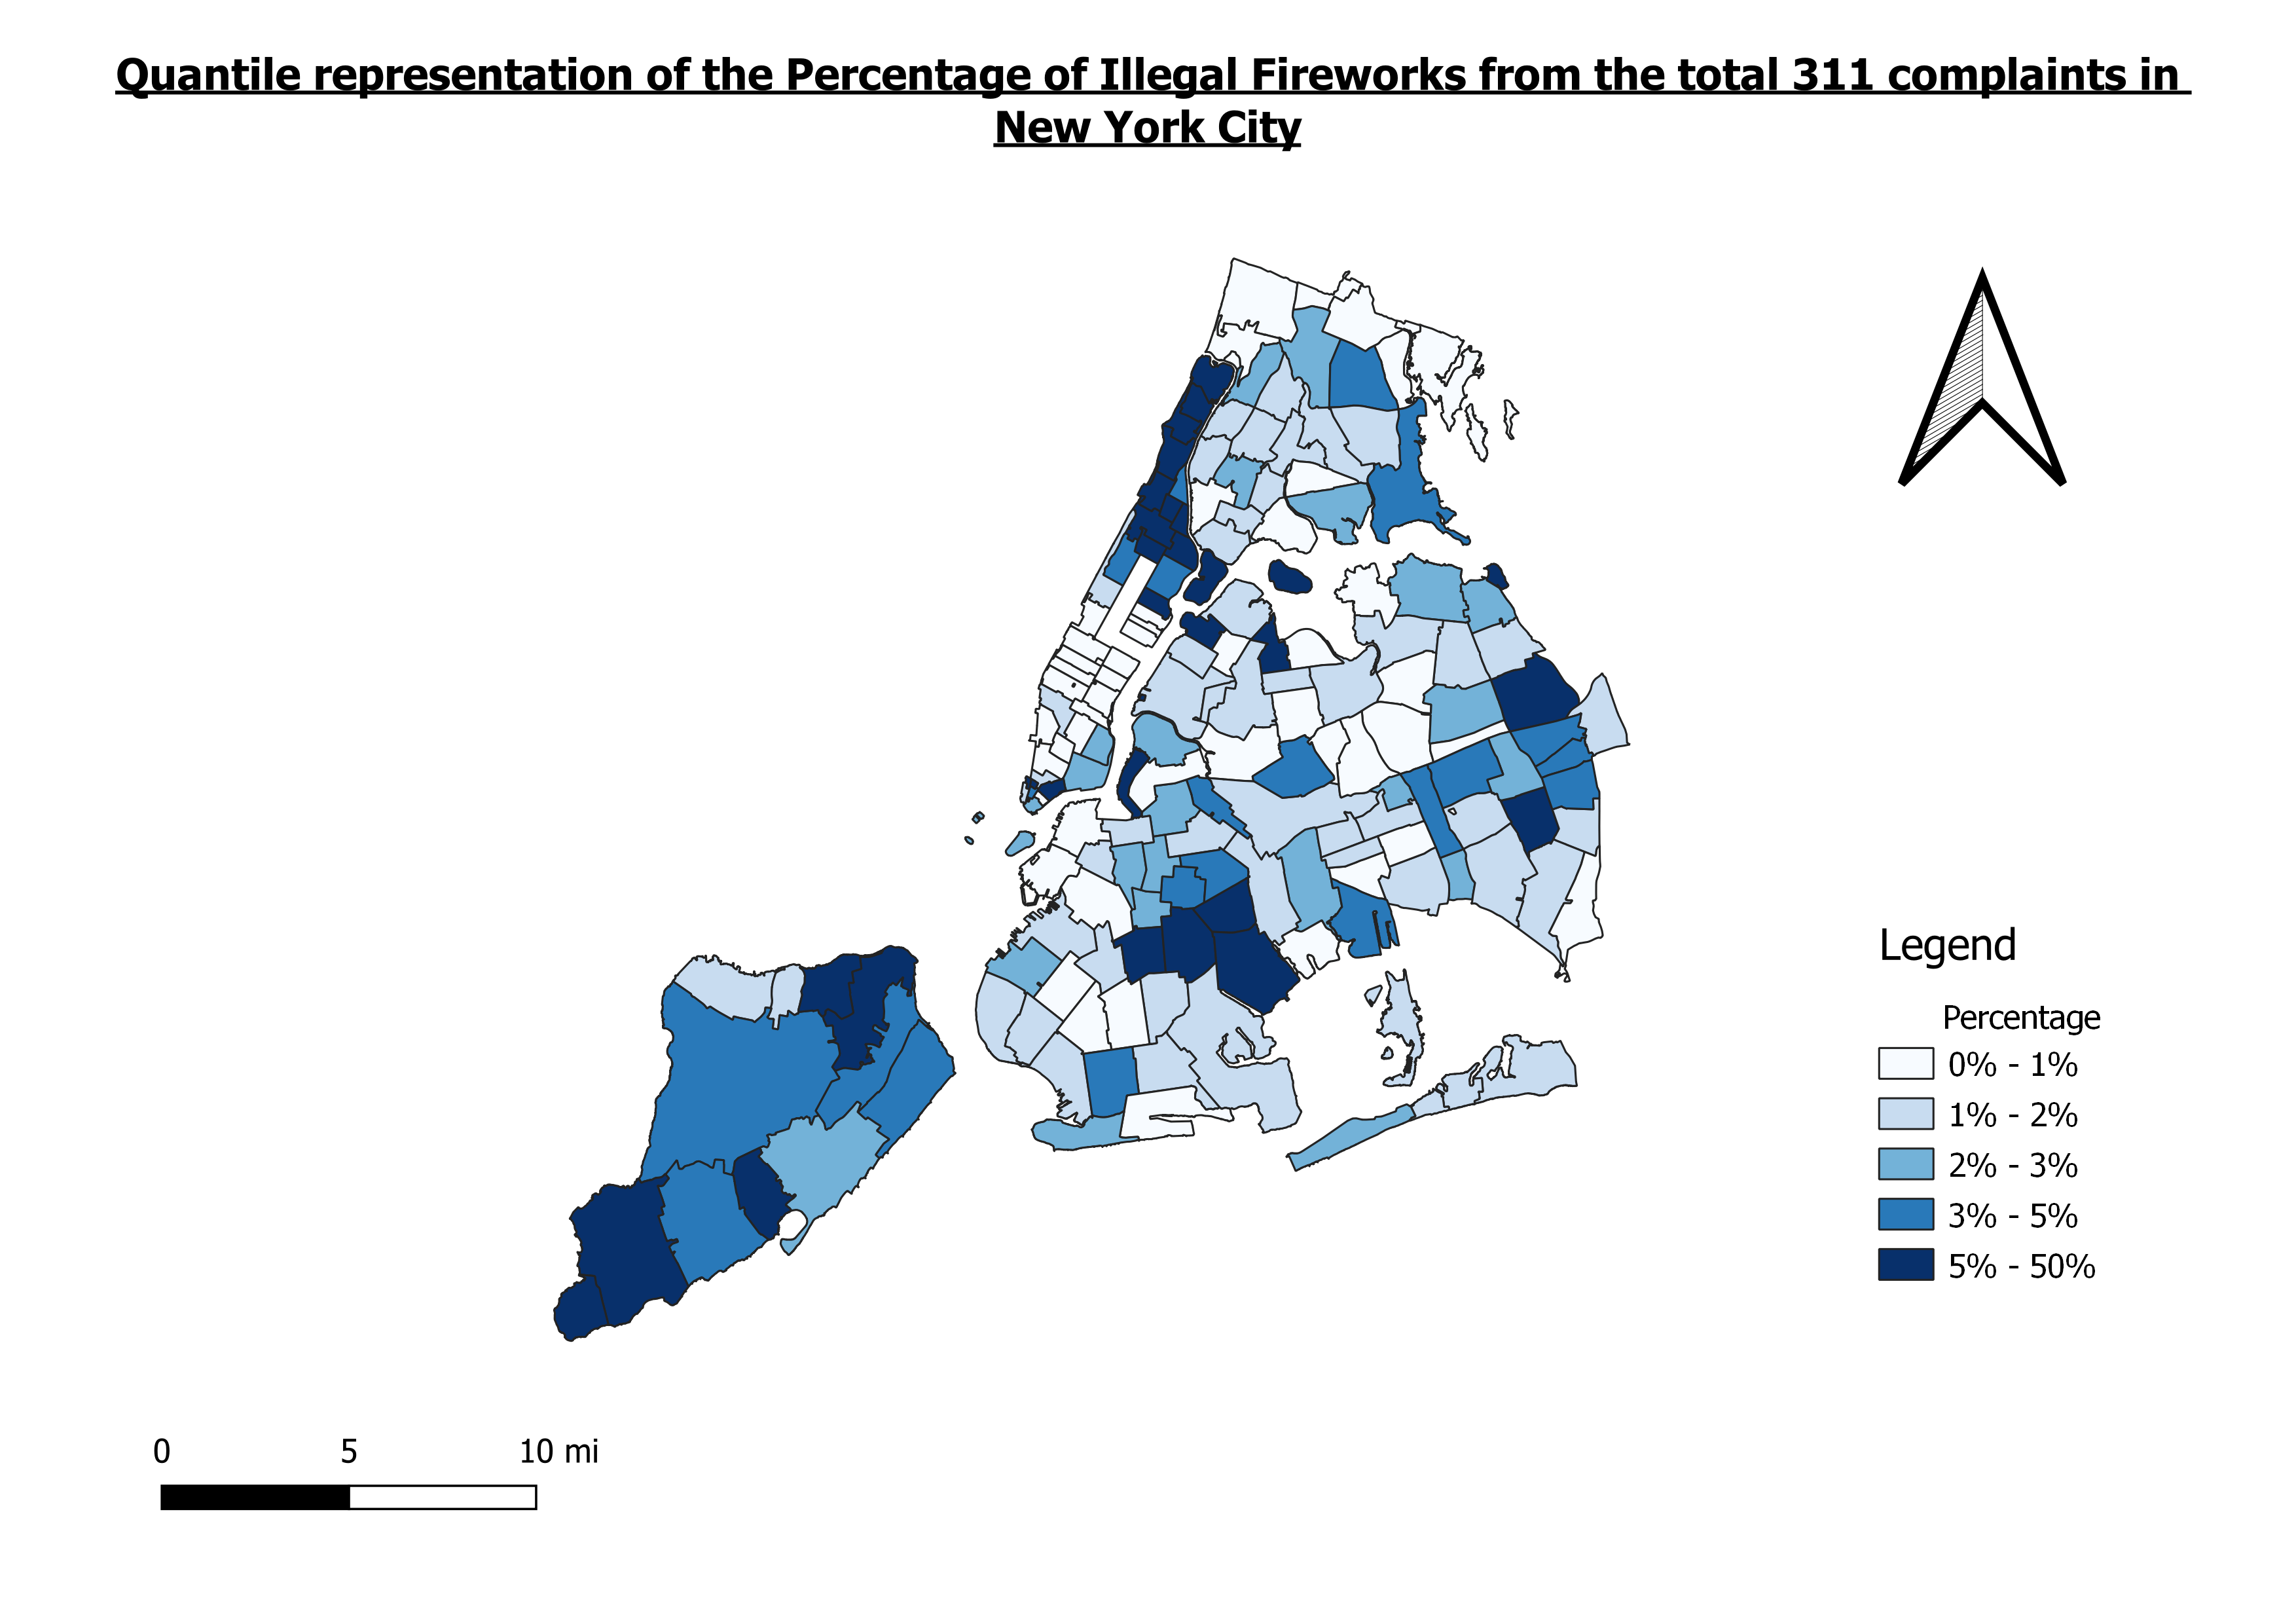 Quantile representation of the Percentage of Illegal Fireworks from the total 311 complaints in
New York City
Legend
Percentage
0% - 1%
1% - 2%
2% - 3%
3% - 5%
5% - 50%
0 5 10 mi